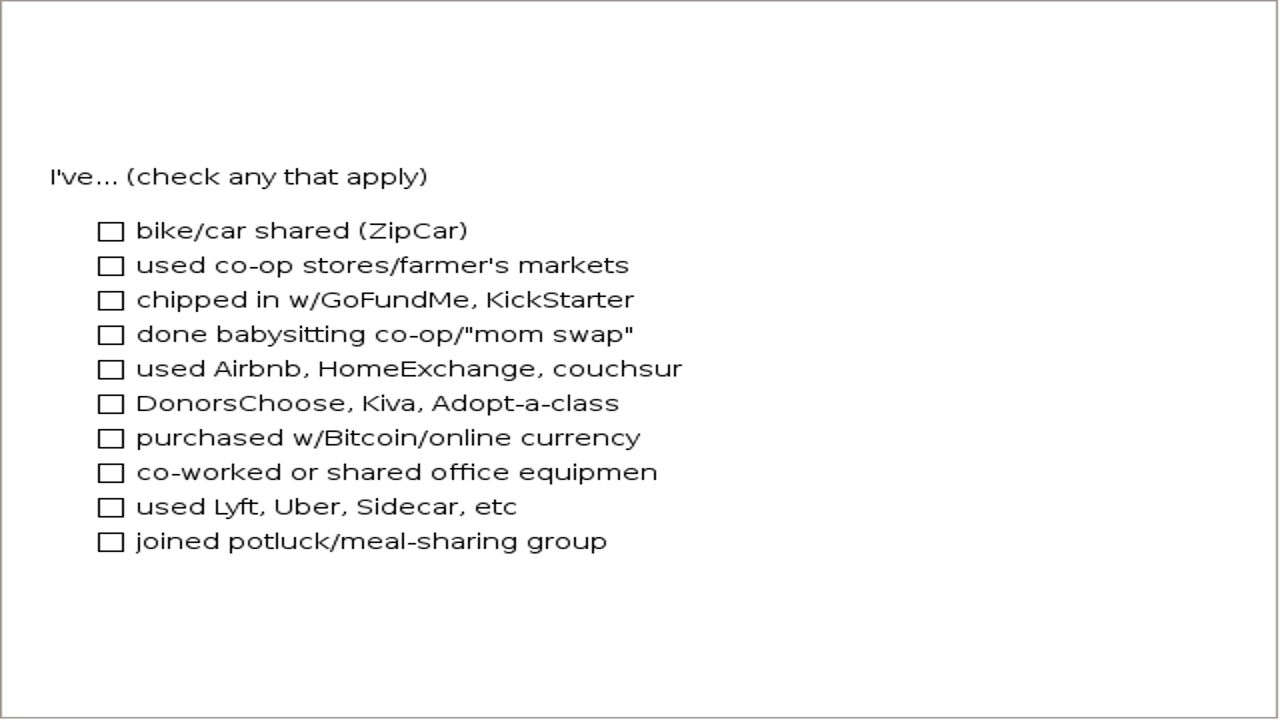 I've... (check any that apply)
bike/car shared (ZipCar)
used co-op stores/farmer's markets
chipped in w/GoFundMe, KickStarter
done babysitting co-op/"mom swap"
used Airbnb, HomeExchange, couchsur
DonorsChoose, Kiva, Adopt-a-class
purchased w/Bitcoin/online currency
co-worked or shared office equipmen
used Lyft, Uber, Sidecar, etc
joined potluck/meal-sharing group